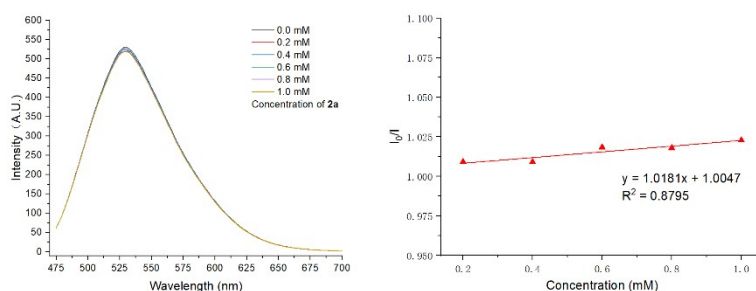 600
550
500
450
400
350
300
250
200
150
100
50
0
Intensity (A.U.)
0.0 mM
0.2 mM
0.4 mM
0.6 mM
0.8 mM
1.0 mM
Concentration of 2a
475 500 525 550 575 600 625 650 675 700
Wavelength (nm)
1.100
1.075
1.050
1.025
1.000
0.975
0.950
I₀/I
y = 1.0181x + 1.0047
R² = 0.8795
0.2 0.4 0.6 0.8 1.0
Concentration (mM)